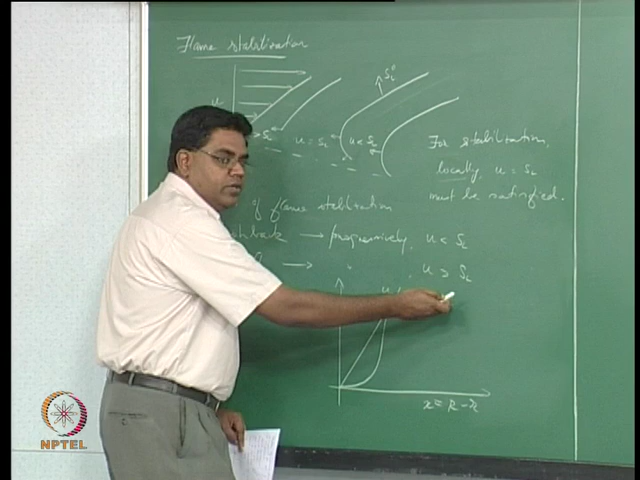 Flame stabilization
u
S_L^o
S_L u = S_L u < S_L
For stabilization,
locally, u = S_L
must be satisfied.
of flame stabilization
→ progressively, u < S_L
→ " , u > S_L
u
x = R - r
NPTEL